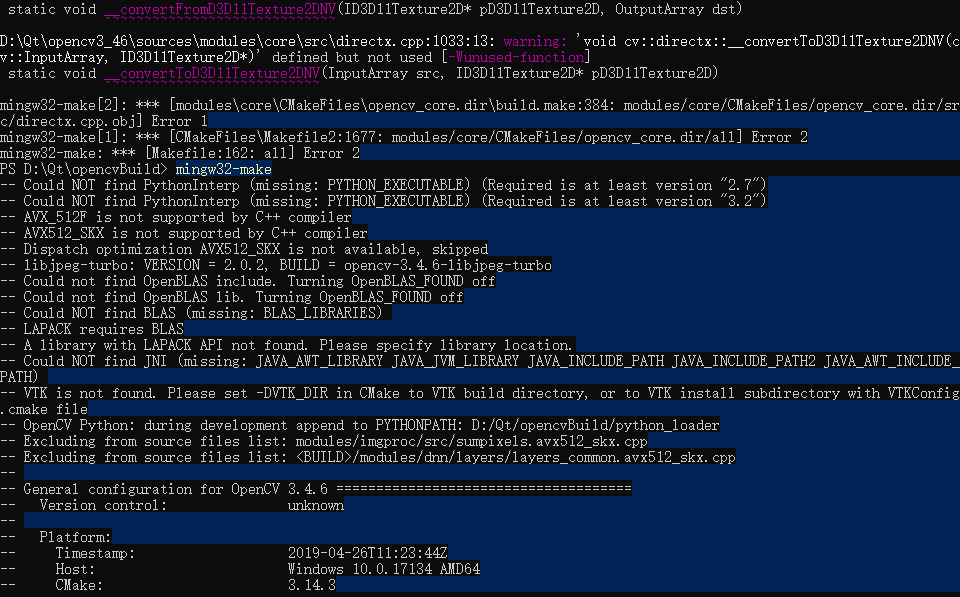 static void __convertFromD3D11Texture2DNV(ID3D11Texture2D* pD3D11Texture2D, OutputArray dst)
D:\Qt\opencv3_46\sources\modules\core\src\directx.cpp:1033:13: warning: 'void cv::directx::__convertToD3D11Texture2DNV(c
v::InputArray, ID3D11Texture2D*)' defined but not used [-Wunused-function]
static void __convertToD3D11Texture2DNV(InputArray src, ID3D11Texture2D* pD3D11Texture2D)
mingw32-make[2]: *** [modules\core\CMakeFiles\opencv_core.dir\build.make:384: modules/core/CMakeFiles/opencv_core.dir/sr
c/directx.cpp.obj] Error 1
mingw32-make[1]: *** [CMakeFiles\Makefile2:1677: modules/core/CMakeFiles/opencv_core.dir/all] Error 2
mingw32-make: *** [Makefile:162: all] Error 2
PS D:\Qt\opencvBuild> mingw32-make
-- Could NOT find PythonInterp (missing: PYTHON_EXECUTABLE) (Required is at least version "2.7")
-- Could NOT find PythonInterp (missing: PYTHON_EXECUTABLE) (Required is at least version "3.2")
-- AVX_512F is not supported by C++ compiler
-- AVX512_SKX is not supported by C++ compiler
-- Dispatch optimization AVX512_SKX is not available, skipped
-- libjpeg-turbo: VERSION = 2.0.2, BUILD = opencv-3.4.6-libjpeg-turbo
-- Could not find OpenBLAS include. Turning OpenBLAS_FOUND off
-- Could not find OpenBLAS lib. Turning OpenBLAS_FOUND off
-- Could NOT find BLAS (missing: BLAS_LIBRARIES)
-- LAPACK requires BLAS
-- A library with LAPACK API not found. Please specify library location.
-- Could NOT find JNI (missing: JAVA_AWT_LIBRARY JAVA_JVM_LIBRARY JAVA_INCLUDE_PATH JAVA_INCLUDE_PATH2 JAVA_AWT_INCLUDE_
PATH)
-- VTK is not found. Please set -DVTK_DIR in CMake to VTK build directory, or to VTK install subdirectory with VTKConfig
.cmake file
-- OpenCV Python: during development append to PYTHONPATH: D:/Qt/opencvBuild/python_loader
-- Excluding from source files list: modules/imgproc/src/sumpixels.avx512_skx.cpp
-- Excluding from source files list: <BUILD>/modules/dnn/layers/layers_common.avx512_skx.cpp
--
-- General configuration for OpenCV 3.4.6 =====================================
--   Version control:               unknown
--
--   Platform:
--     Timestamp:                   2019-04-26T11:23:44Z
--     Host:                        Windows 10.0.17134 AMD64
--     CMake:                       3.14.3